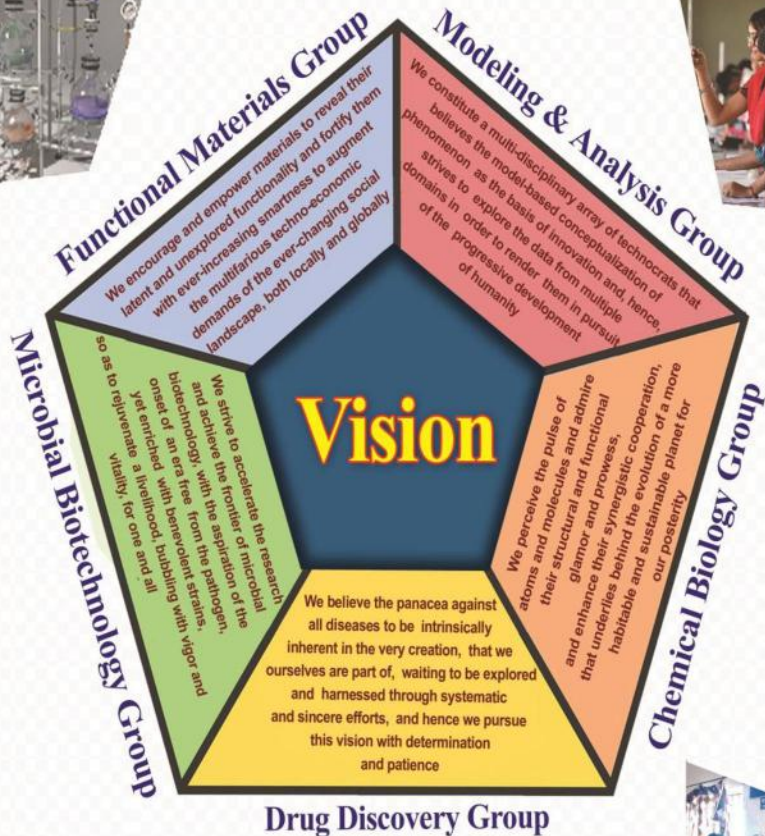 Functional Materials Group
We encourage and empower materials to reveal their
latent and unexplored functionality and fortify them
with ever-increasing smartness to augment
the multifarious techno-economic
demands of the ever-changing social
landscape, both locally and globally
Modeling & Analysis Group
We constitute a multi-disciplinary array of technocrats that
believes the model-based conceptualization of
phenomenon as the basis of innovation and, hence,
strives to explore the data from multiple
domains in order to render them in pursuit
of the progressive development
of humanity
Vision
Microbial Biotechnology Group
We strive to accelerate the research
and achieve the frontier of microbial
biotechnology, with the aspiration of the
onset of an era free from the pathogen,
yet enriched with benevolent strains,
so as to rejuvenate a livelihood, bubbling with vigor and
vitality, for one and all
Chemical Biology Group
We perceive the pulse of
atoms and molecules and admire
their structural and functional
glamor and prowess,
and enhance their synergistic cooperation,
that underlies behind the evolution of a more
habitable and sustainable planet for
our posterity
We believe the panacea against
all diseases to be intrinsically
inherent in the very creation, that we
ourselves are part of, waiting to be explored
and harnessed through systematic
and sincere efforts, and hence we pursue
this vision with determination
and patience
Drug Discovery Group